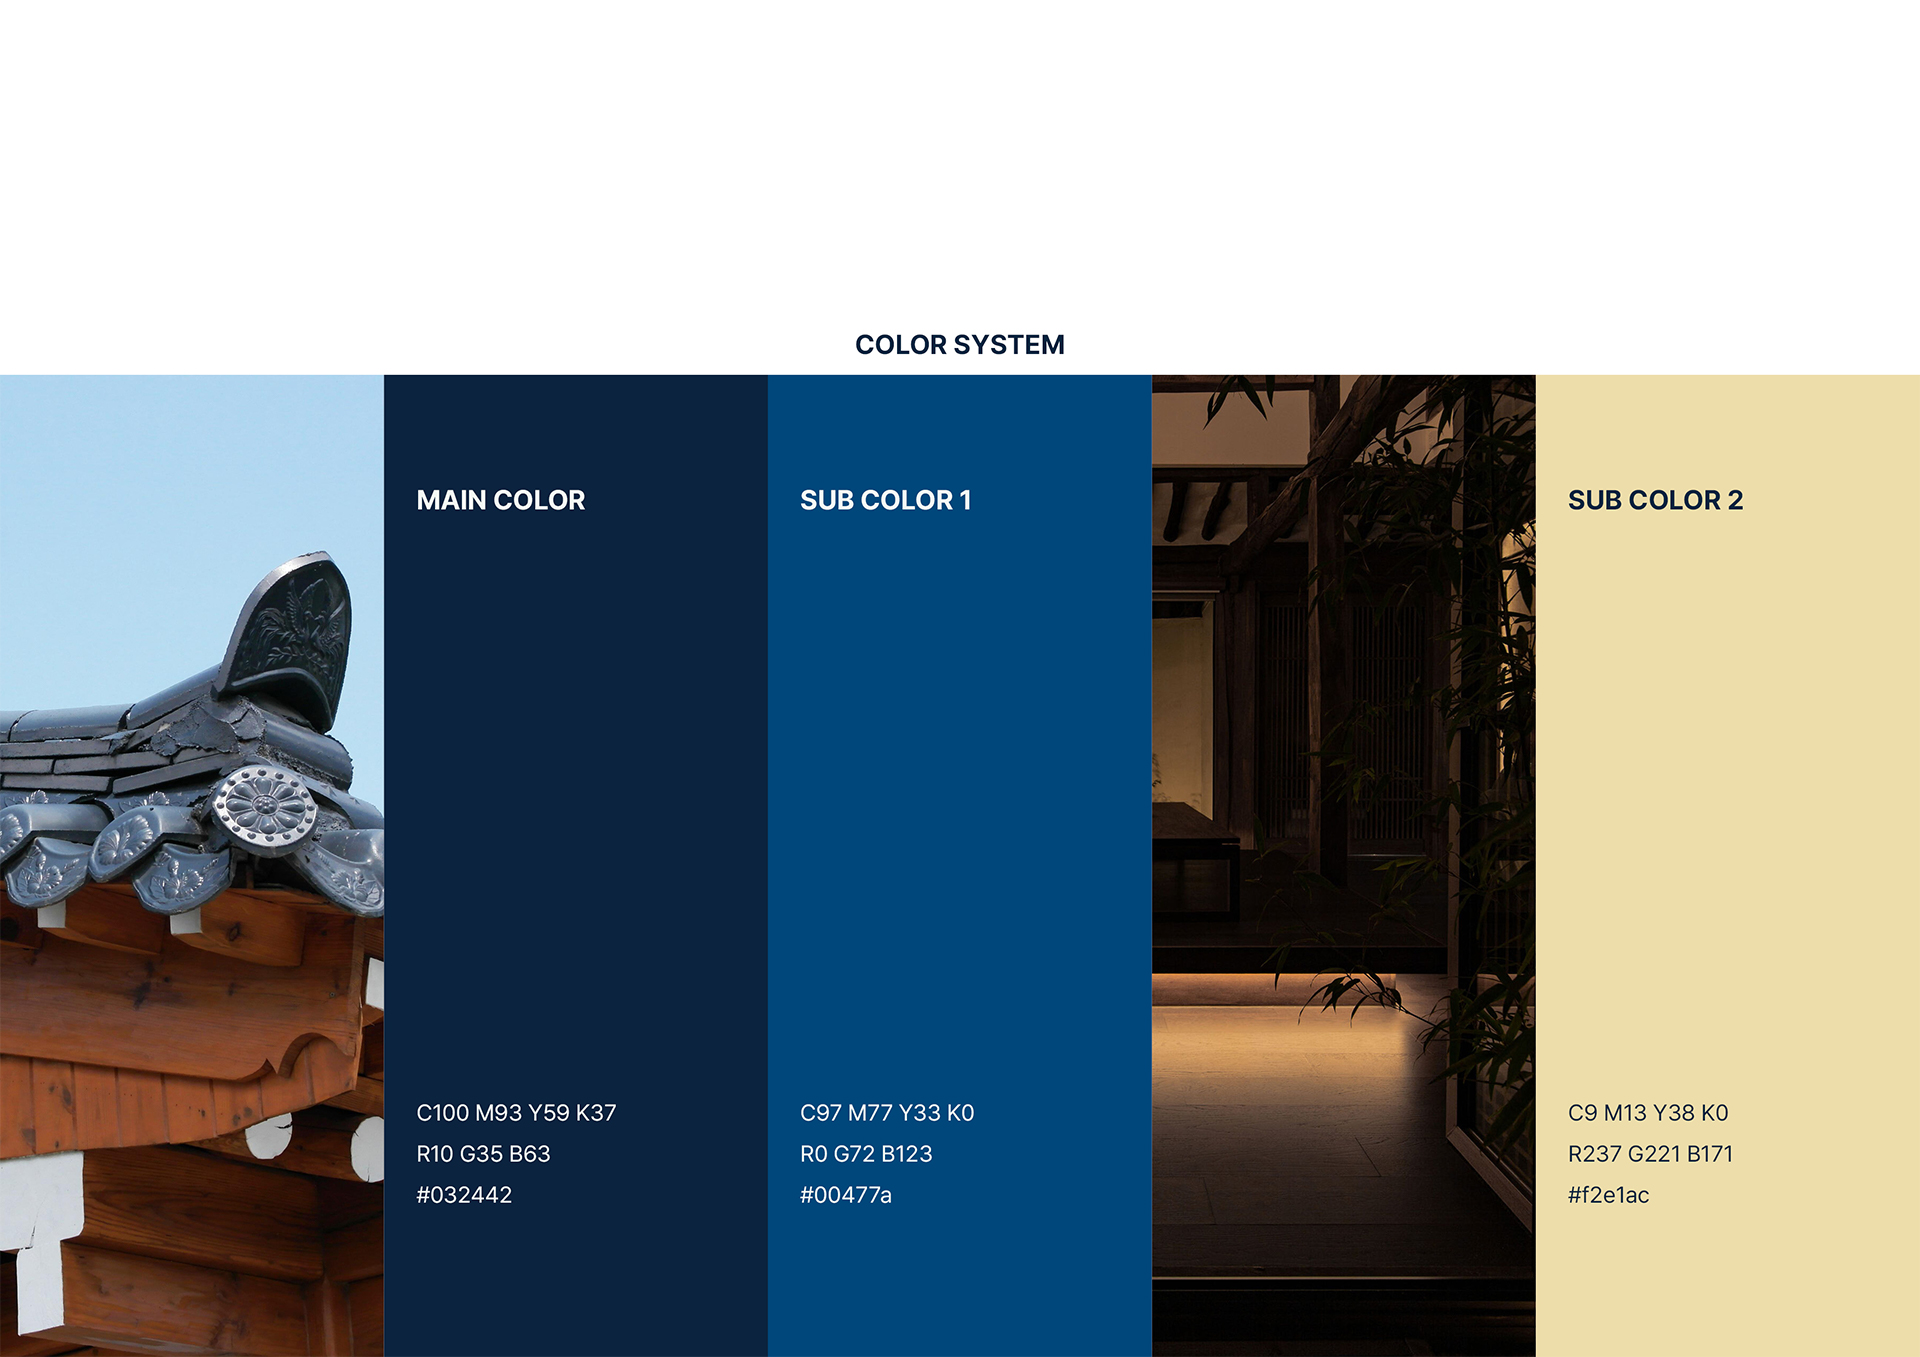 COLOR SYSTEM
MAIN COLOR
C100 M93 Y59 K37
R10 G35 B63
#032442
SUB COLOR 1
C97 M77 Y33 K0
R0 G72 B123
#00477a
SUB COLOR 2
C9 M13 Y38 K0
R237 G221 B171
#f2e1ac